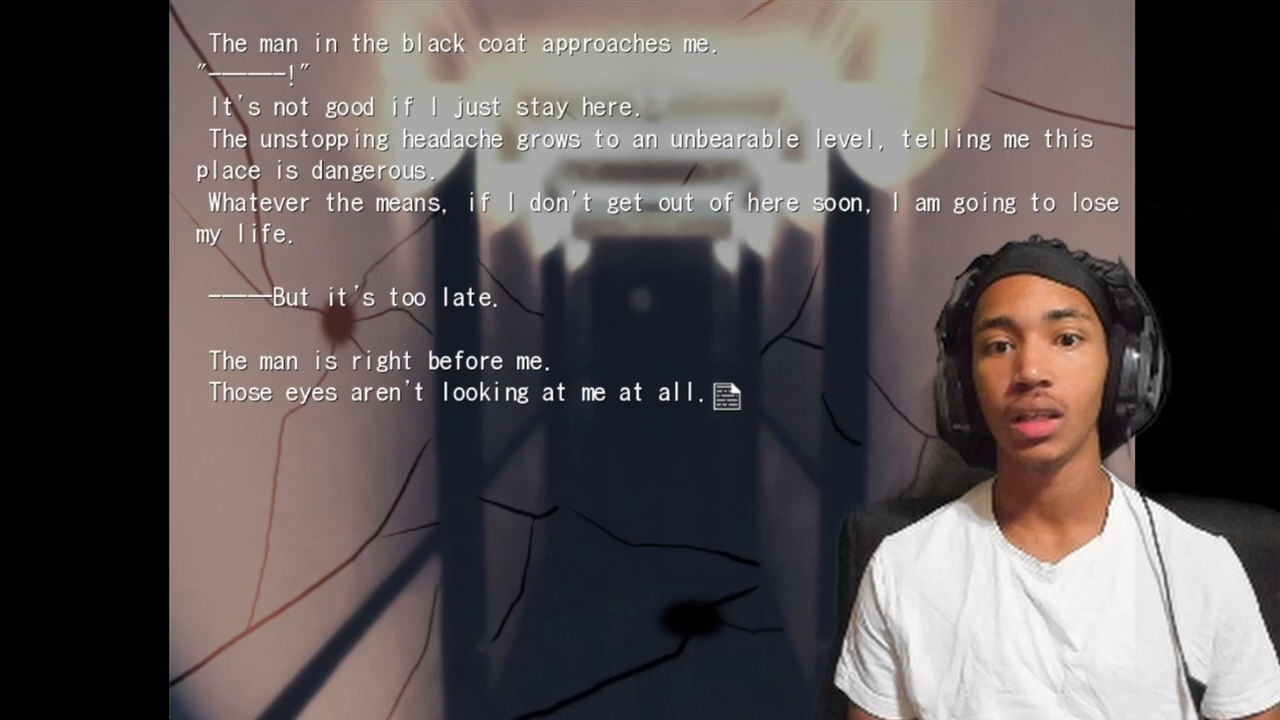 The man in the black coat approaches me.
"─────!"
It's not good if I just stay here.
The unstopping headache grows to an unbearable level, telling me this
place is dangerous.
Whatever the means, if I don't get out of here soon, I am going to lose
my life.
────But it's too late.
The man is right before me.
Those eyes aren't looking at me at all.